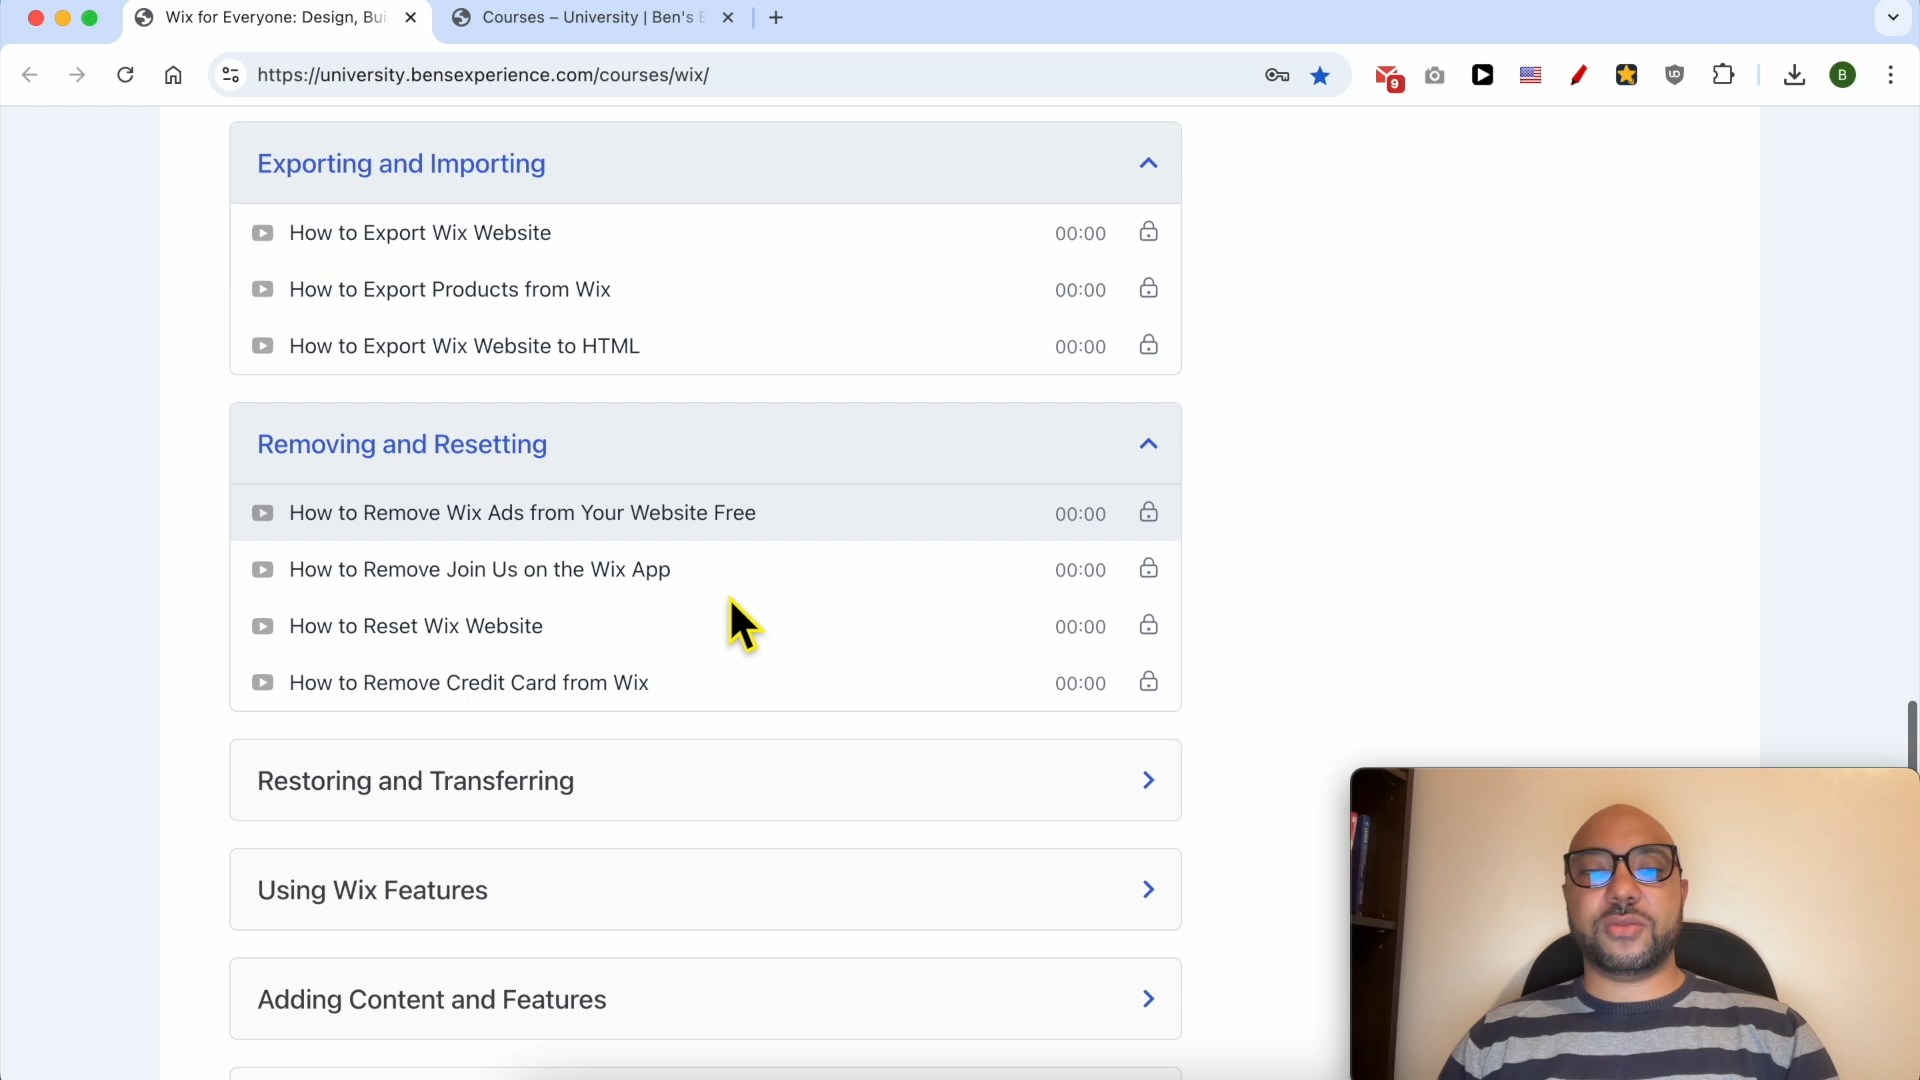 Wix for Everyone: Design, Bui
Courses – University | Ben's E
https://university.bensexperience.com/courses/wix/
9
B
Exporting and Importing
How to Export Wix Website 00:00
How to Export Products from Wix 00:00
How to Export Wix Website to HTML 00:00
Removing and Resetting
How to Remove Wix Ads from Your Website Free 00:00
How to Remove Join Us on the Wix App 00:00
How to Reset Wix Website 00:00
How to Remove Credit Card from Wix 00:00
Restoring and Transferring
Using Wix Features
Adding Content and Features